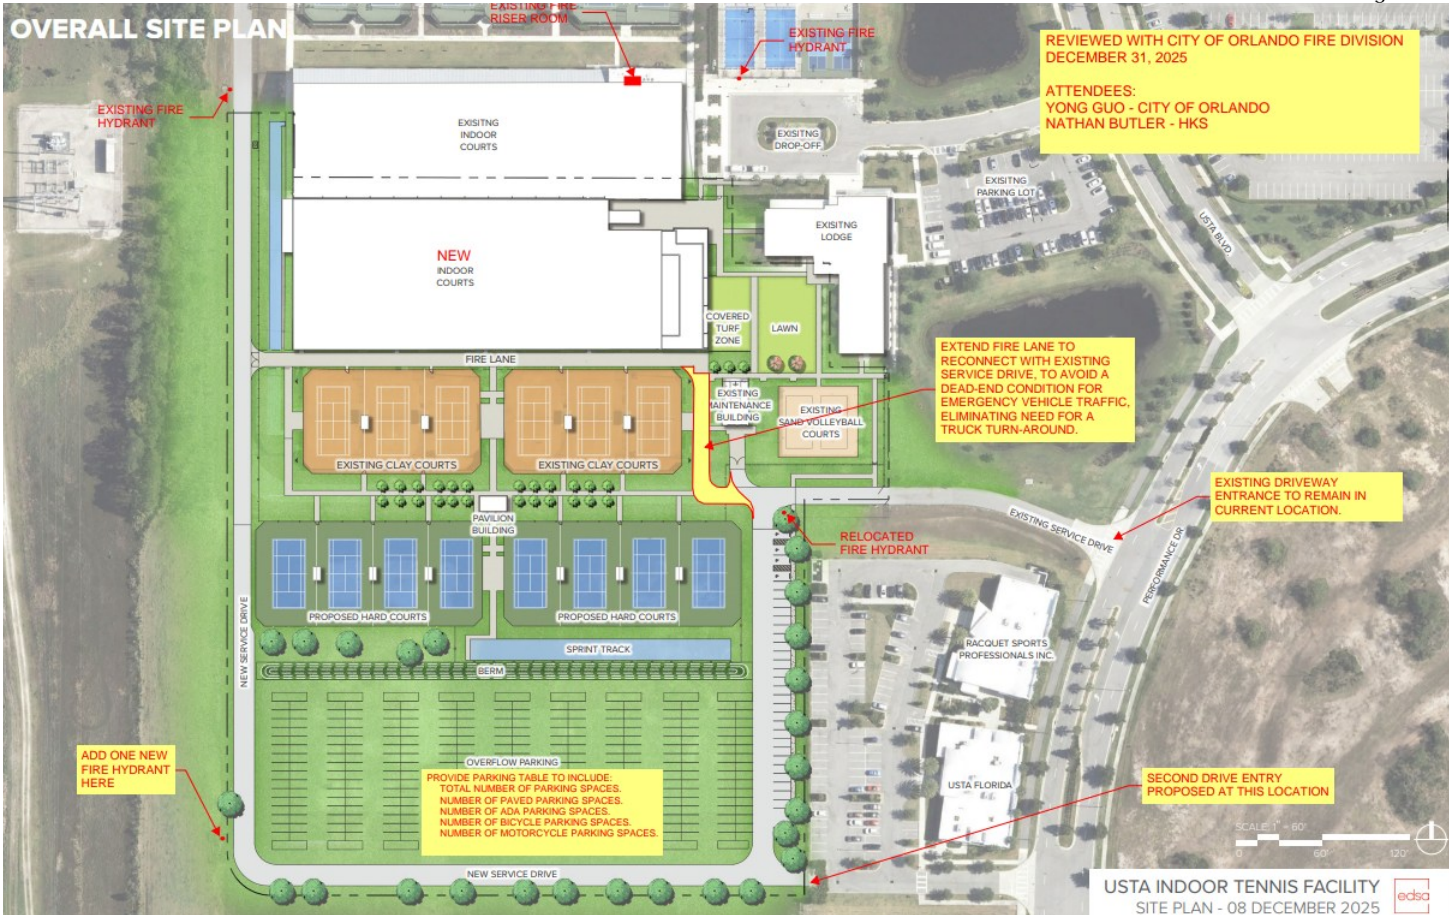 OVERALL SITE PLAN
EXISTING FIRE
RISER ROOM
EXISTING FIRE
HYDRANT
REVIEWED WITH CITY OF ORLANDO FIRE DIVISION
DECEMBER 31, 2025
ATTENDEES:
YONG GUO - CITY OF ORLANDO
NATHAN BUTLER - HKS
EXISTING FIRE
HYDRANT
EXISITNG
INDOOR
COURTS
EXISITNG
DROP-OFF
EXISITNG
PARKING LOT
USTA BLVD.
EXISITNG
LODGE
NEW
INDOOR
COURTS
COVERED
TURF
ZONE
LAWN
FIRE LANE
EXTEND FIRE LANE TO
RECONNECT WITH EXISTING
SERVICE DRIVE, TO AVOID A
DEAD-END CONDITION FOR
EMERGENCY VEHICLE TRAFFIC,
ELIMINATING NEED FOR A
TRUCK TURN-AROUND.
EXISTING
MAINTENANCE
BUILDING
EXISTING
SAND VOLLEYBALL
COURTS
EXISTING CLAY COURTS
EXISTING CLAY COURTS
EXISTING DRIVEWAY
ENTRANCE TO REMAIN IN
CURRENT LOCATION.
PAVILION
BUILDING
EXISTING SERVICE DRIVE
RELOCATED
FIRE HYDRANT
PERFORMANCE DR
PROPOSED HARD COURTS
PROPOSED HARD COURTS
NEW SERVICE DRIVE
SPRINT TRACK
RACQUET SPORTS
PROFESSIONALS INC.
BERM
ADD ONE NEW
FIRE HYDRANT
HERE
OVERFLOW PARKING
PROVIDE PARKING TABLE TO INCLUDE:
TOTAL NUMBER OF PARKING SPACES.
NUMBER OF PAVED PARKING SPACES.
NUMBER OF ADA PARKING SPACES.
NUMBER OF BICYCLE PARKING SPACES.
NUMBER OF MOTORCYCLE PARKING SPACES.
USTA FLORIDA
SECOND DRIVE ENTRY
PROPOSED AT THIS LOCATION
SCALE: 1" = 60'
0 60' 120'
NEW SERVICE DRIVE
USTA INDOOR TENNIS FACILITY
SITE PLAN - 08 DECEMBER 2025
edsa